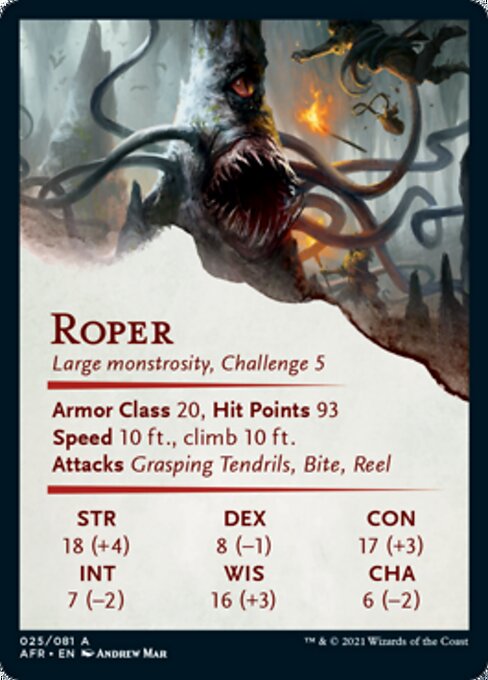 ROPER
Large monstrosity, Challenge 5
Armor Class 20, Hit Points 93
Speed 10 ft., climb 10 ft.
Attacks Grasping Tendrils, Bite, Reel
STR DEX CON
18 (+4) 8 (–1) 17 (+3)
INT WIS CHA
7 (–2) 16 (+3) 6 (–2)
025/081 A ™ & © 2021 Wizards of the Coast
AFR • EN ANDREW MAR